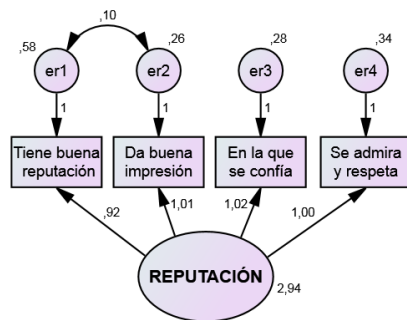 ,10
,58
,26
,28
,34
er1
er2
er3
er4
1
1
1
1
Tiene buena
reputación
Da buena
impresión
En la que
se confía
Se admira
y respeta
,92
1,01
1,02
1,00
REPUTACIÓN
2,94